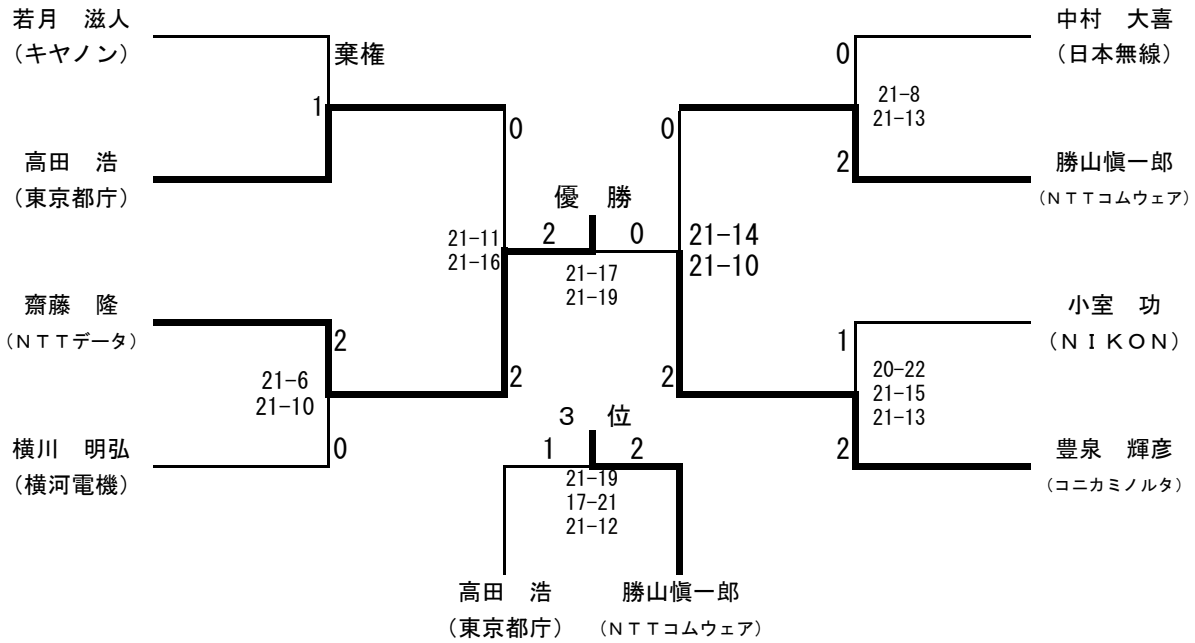 若月　滋人
（キヤノン）
棄権
1
高田　浩
（東京都庁）
齋藤　隆
（ＮＴＴデータ）
2
21-6
21-10
横川　明弘
（横河電機）
0
0
21-11
21-16
2
優　勝
2
0
21-17
21-19
0
21-14
21-10
2
中村　大喜
（日本無線）
0
21-8
21-13
2
勝山愼一郎
（ＮＴＴコムウェア）
小室　功
（ＮＩＫＯＮ）
1
20-22
21-15
21-13
2
豊泉　輝彦
（コニカミノルタ）
３　位
1
2
21-19
17-21
21-12
高田　浩
（東京都庁）
勝山愼一郎
（ＮＴＴコムウェア）